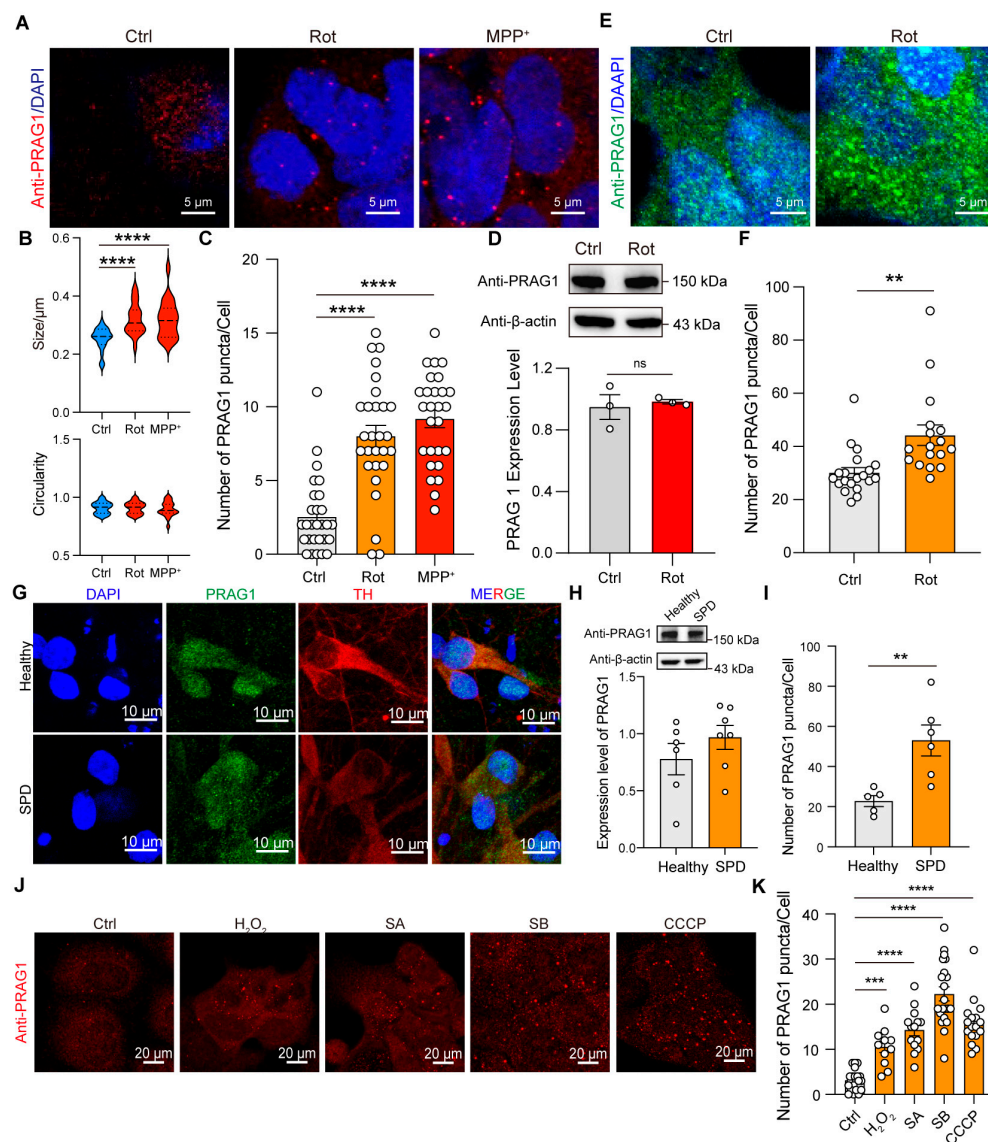 A
Ctrl
Rot
MPP⁺
Anti-PRAG1/DAAPI
5 µm
5 µm
5 µm
E
Ctrl
Rot
Anti-PRAG1/DAAPI
5 µm
5 µm
B
0.6
0.4
0.2
0.0
Size/µm
****
****
Ctrl Rot MPP⁺
1.5
1.0
0.5
Circularity
Ctrl Rot MPP⁺
C
20
15
10
5
0
Number of PRAG1 puncta/Cell
****
****
Ctrl
Rot
MPP⁺
D
Ctrl Rot
Anti-PRAG1
150 kDa
Anti-β-actin
43 kDa
1.2
0.6
0.0
PRAG 1 Expression Level
ns
Ctrl
Rot
F
100
80
60
40
20
0
Number of PRAG1 puncta/Cell
**
Ctrl
Rot
G
DAPI
PRAG1
TH
MERGE
Healthy
10 µm
10 µm
10 µm
10 µm
SPD
10 µm
10 µm
10 µm
10 µm
H
Healthy
SPD
Anti-PRAG1
150 kDa
Anti-β-actin
43 kDa
1.5
1.0
0.5
0.0
Expression level of PRAG1
Healthy SPD
I
100
80
60
40
20
0
Number of PRAG1 puncta/Cell
**
Healthy SPD
J
Ctrl
H₂O₂
SA
SB
CCCP
Anti-PRAG1
20 µm
20 µm
20 µm
20 µm
20 µm
K
40
30
20
10
0
Number of PRAG1 puncta/Cell
****
****
****
***
Ctrl
H₂O₂
SA
SB
CCCP